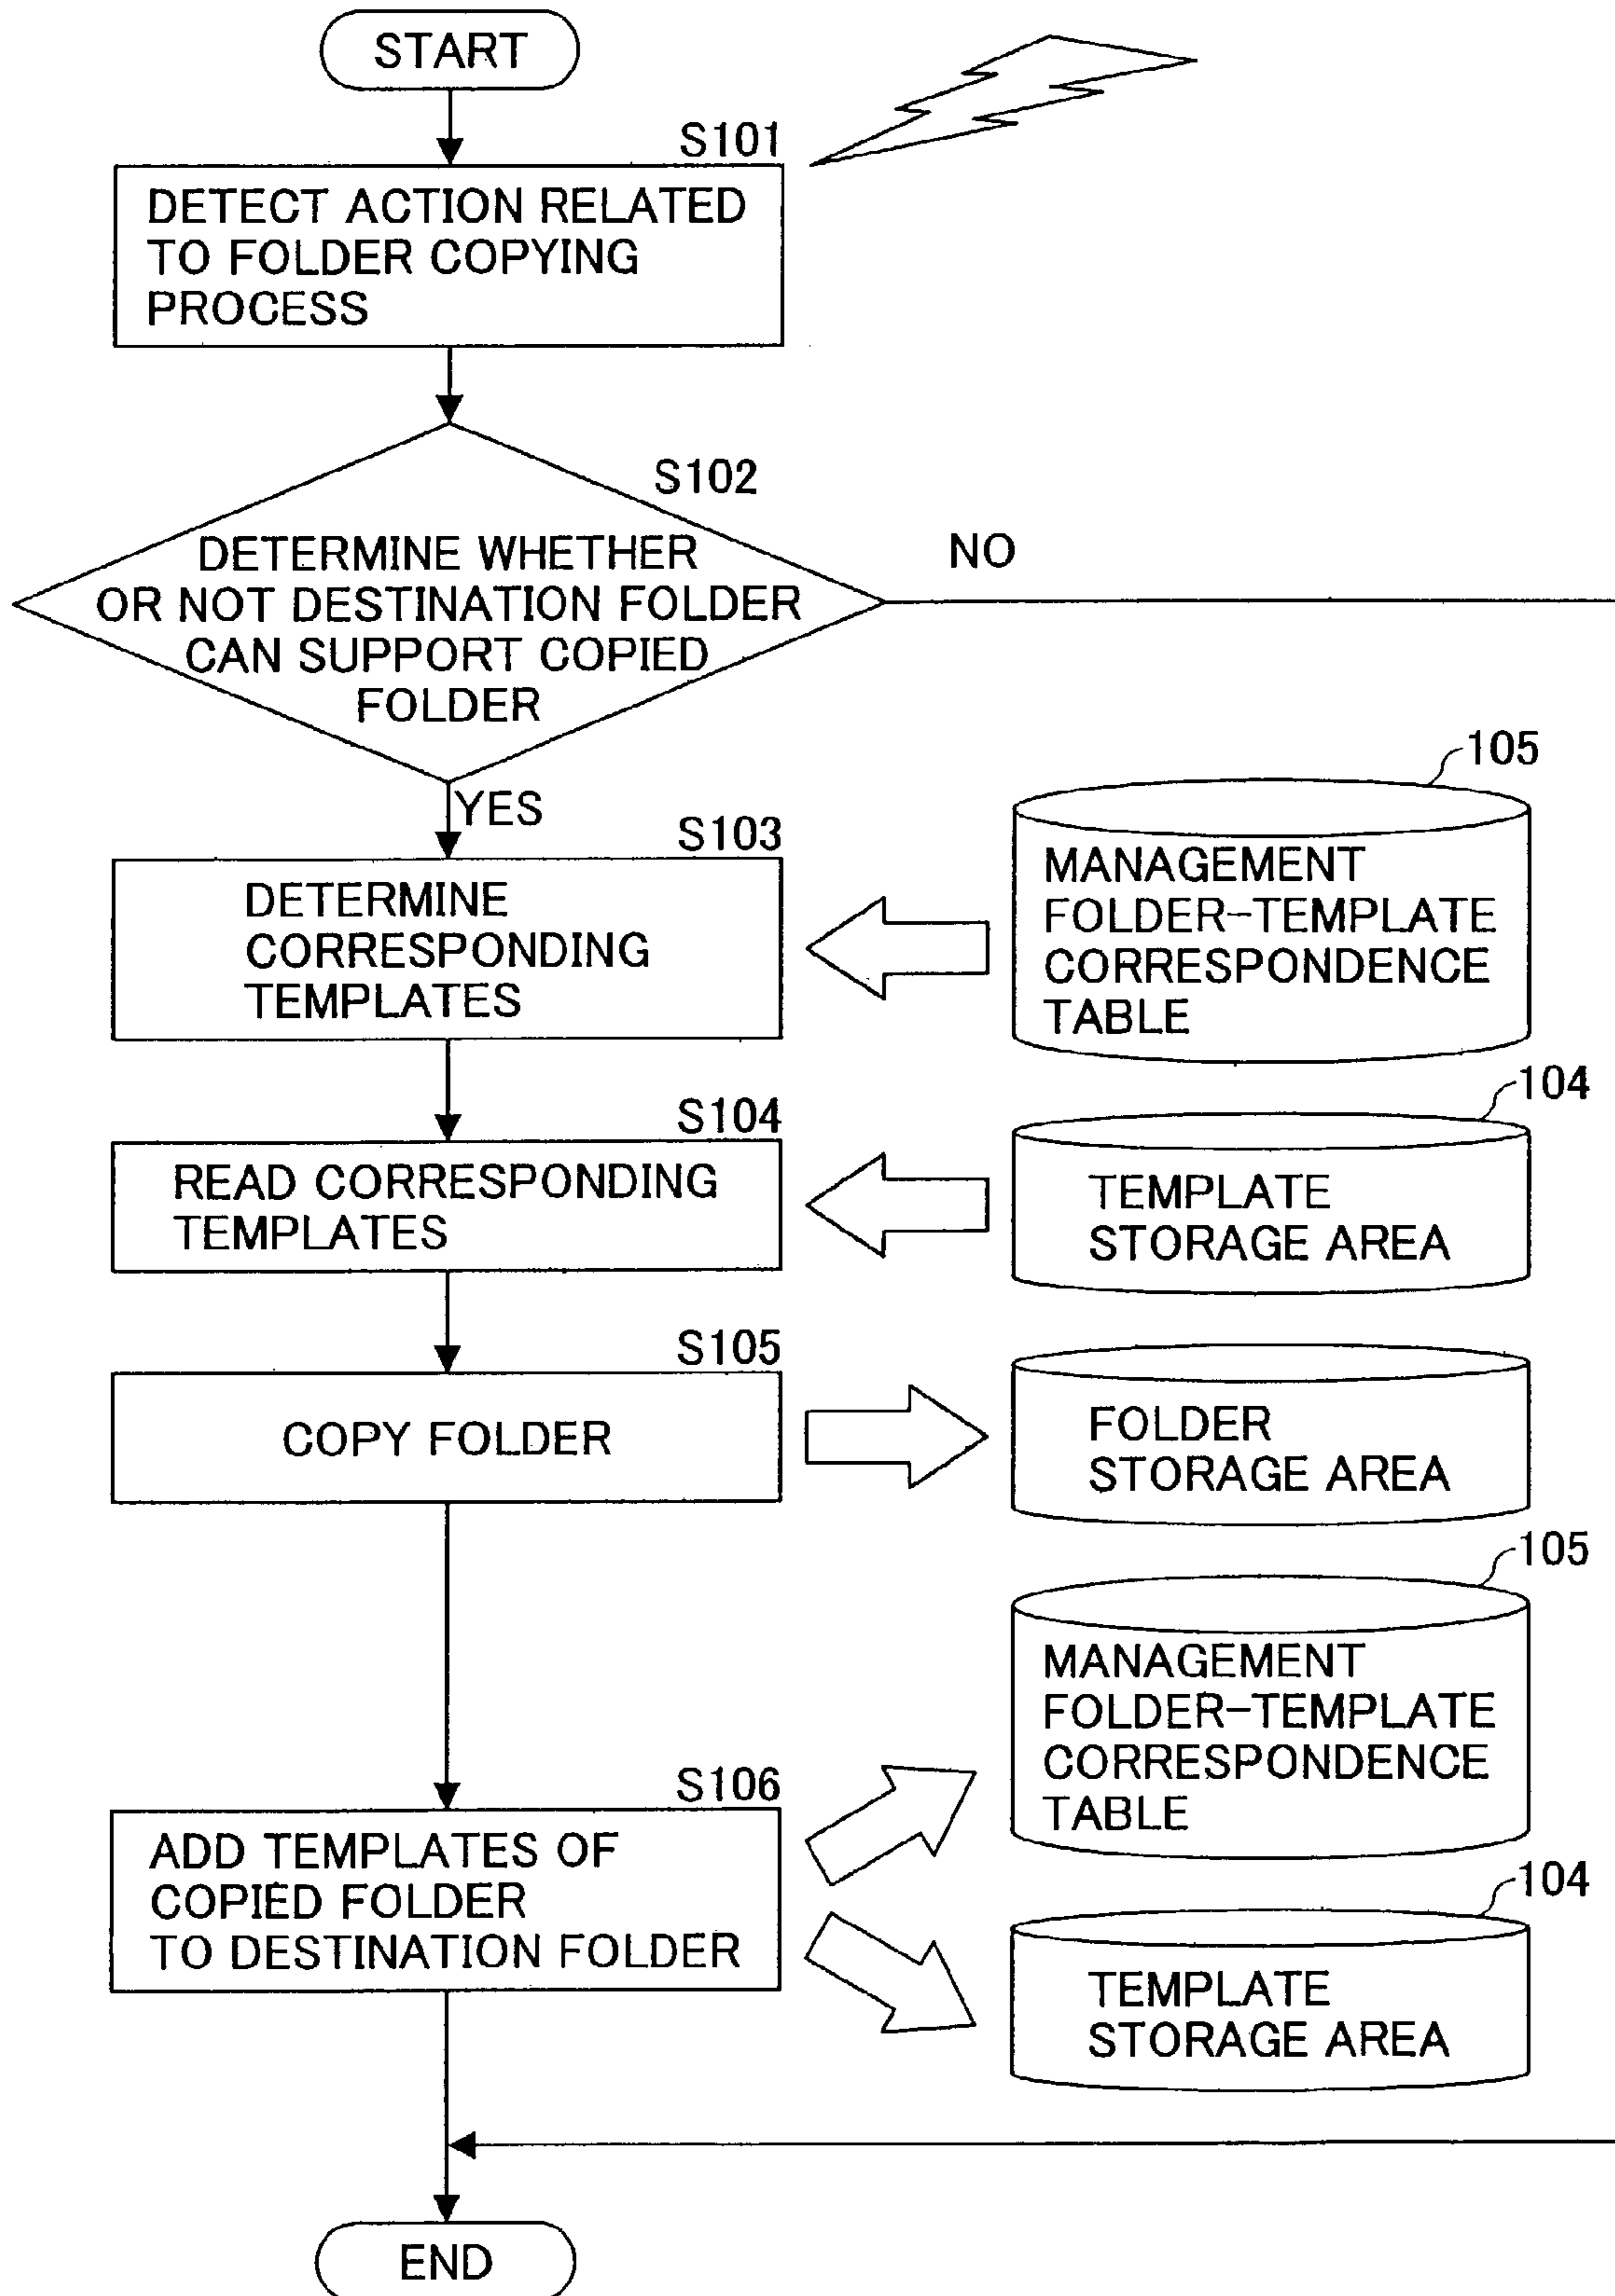 START
S101
DETECT ACTION RELATED
TO FOLDER COPYING
PROCESS
S102
DETERMINE WHETHER
OR NOT DESTINATION FOLDER
CAN SUPPORT COPIED
FOLDER
NO
YES
S103
DETERMINE
CORRESPONDING
TEMPLATES
105
MANAGEMENT
FOLDER-TEMPLATE
CORRESPONDENCE
TABLE
S104
READ CORRESPONDING
TEMPLATES
104
TEMPLATE
STORAGE AREA
S105
COPY FOLDER
FOLDER
STORAGE AREA
105
MANAGEMENT
FOLDER-TEMPLATE
CORRESPONDENCE
TABLE
S106
ADD TEMPLATES OF
COPIED FOLDER
TO DESTINATION FOLDER
104
TEMPLATE
STORAGE AREA
END